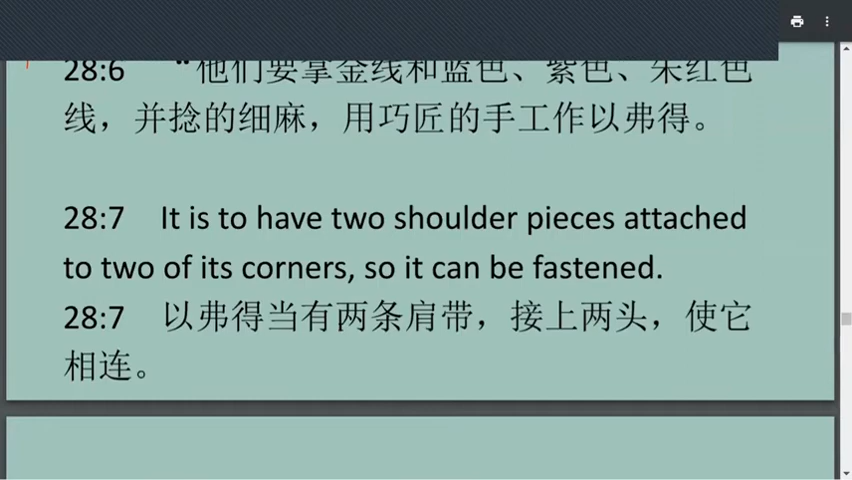 28:6 “他们要拿金线和蓝色、紫色、朱红色
线，并捻的细麻，用巧匠的手工作以弗得。
28:7 It is to have two shoulder pieces attached
to two of its corners, so it can be fastened.
28:7 以弗得当有两条肩带，接上两头，使它
相连。